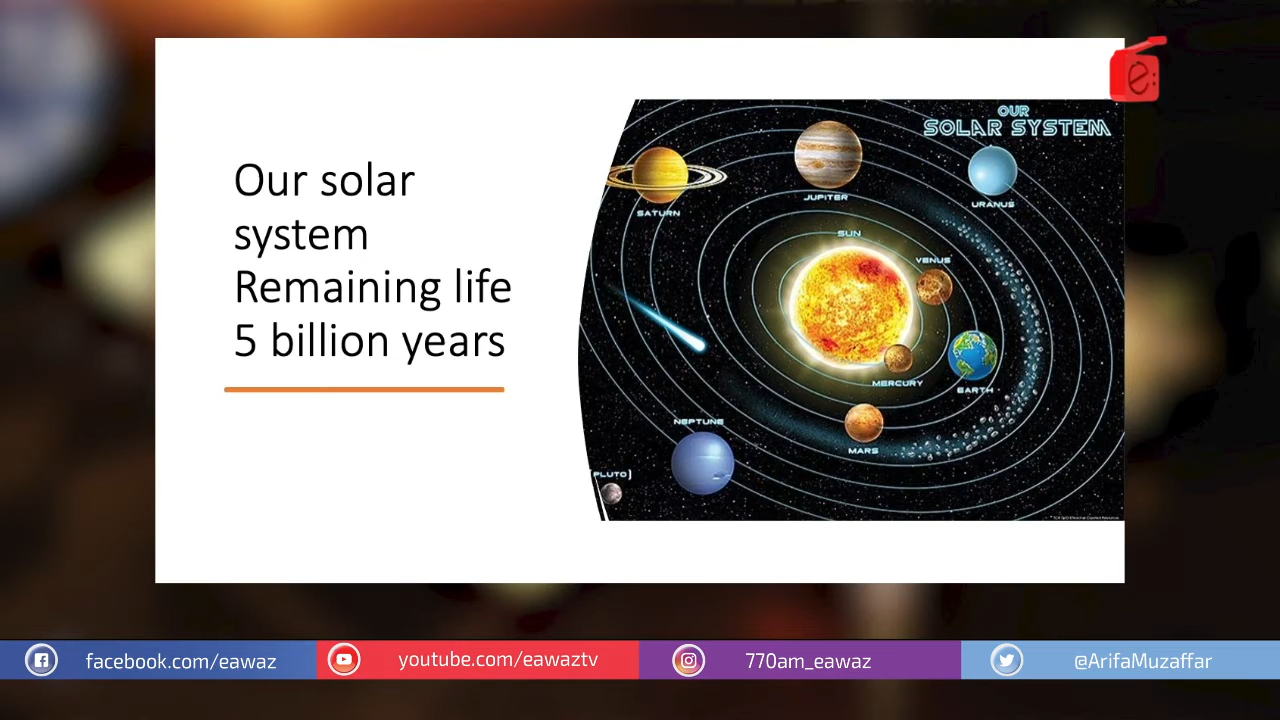 Our solar
system
Remaining life
5 billion years
OUR
SOLAR SYSTEM
SATURN
JUPITER
URANUS
SUN
VENUS
MERCURY
EARTH
MARS
NEPTUNE
(PLUTO)
e:
facebook.com/eawaz
youtube.com/eawaztv
770am_eawaz
@ArifaMuzaffar